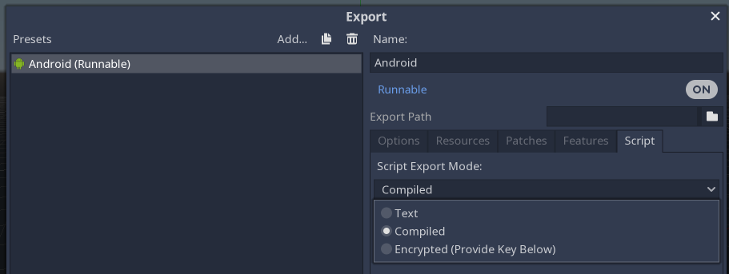 Export
Presets
Add...
Android (Runnable)
Name:
Android
Runnable
ON
Export Path
Options Resources Patches Features Script
Script Export Mode:
Compiled
Text
Compiled
Encrypted (Provide Key Below)